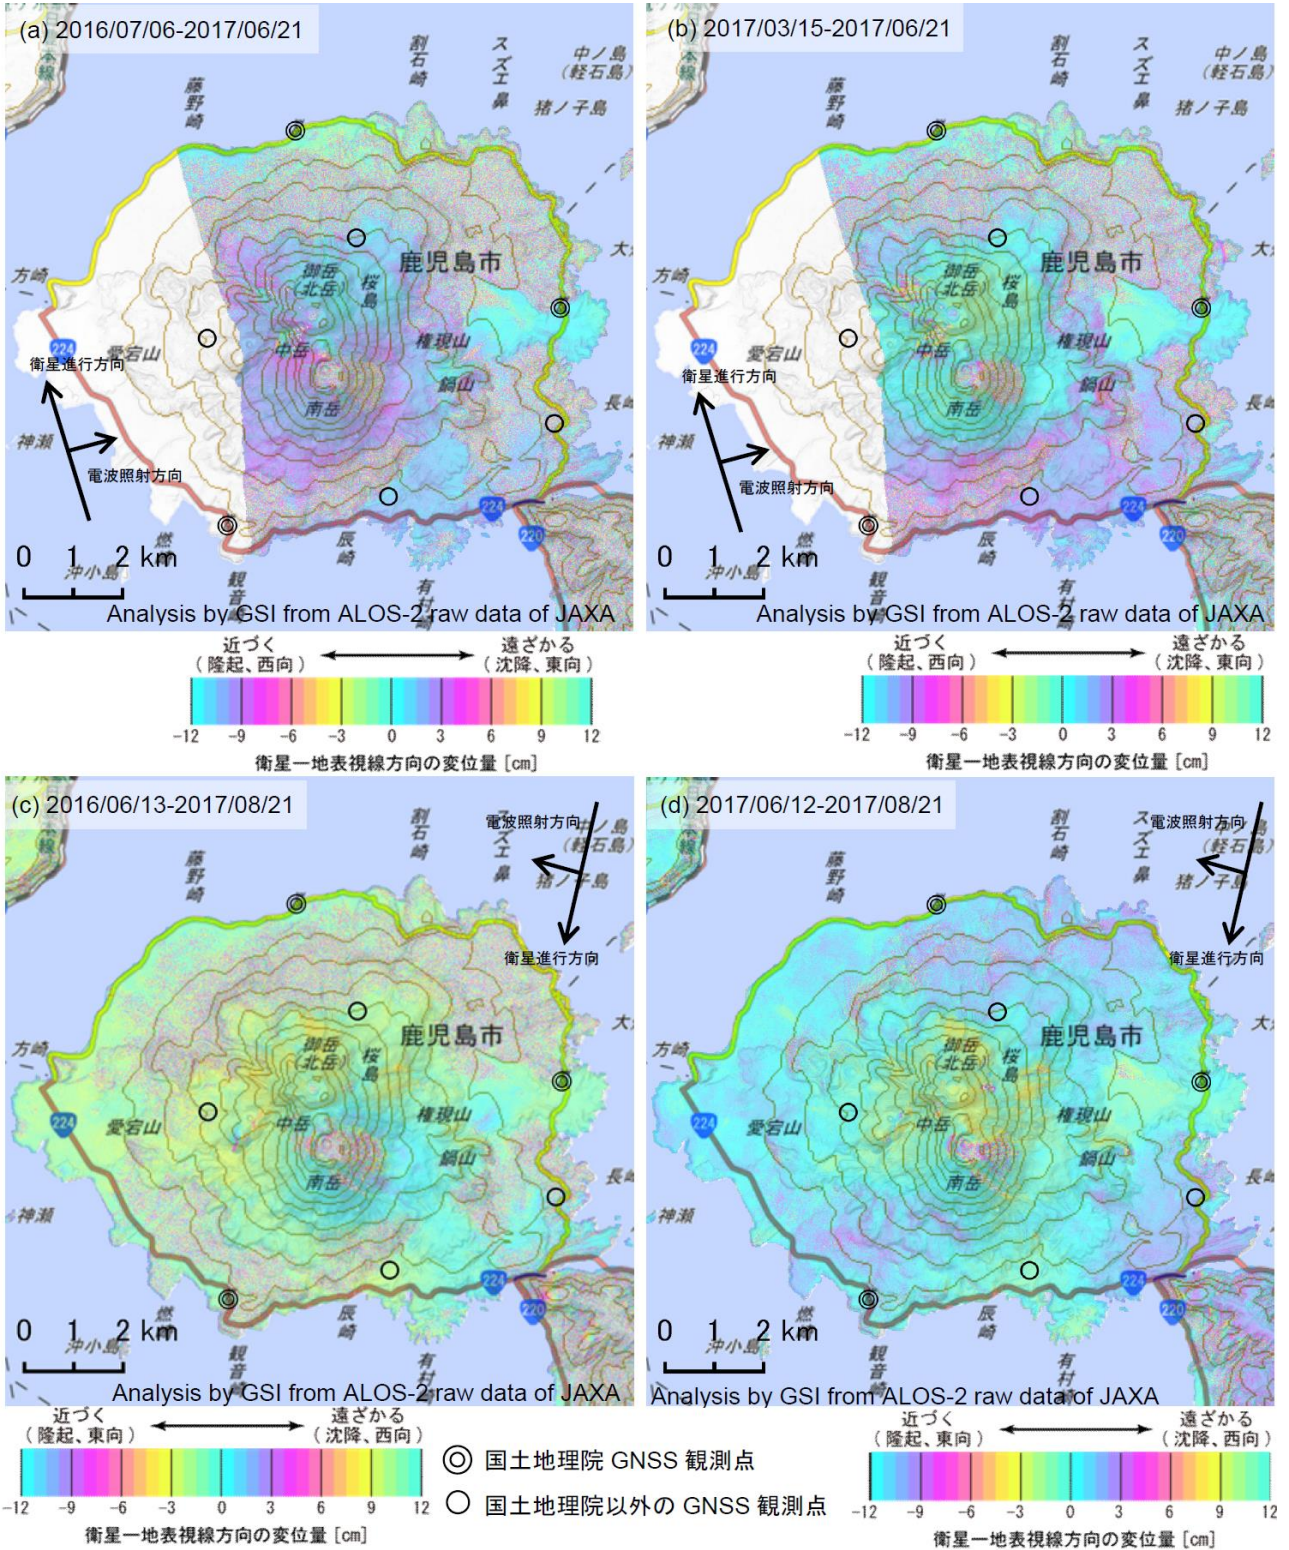 (a) 2016/07/06-2017/06/21
本線
藤野崎
割石崎
スズエ鼻
中ノ島
(軽石島)
猪ノ子島
鹿児島市
御岳
(北岳)
桜島
方崎
224
愛宕山
中岳
権現山
衛星進行方向
鍋山
南岳
長崎
神瀬
電波照射方向
224
220
0 1 2 km
沖小島
観音崎
辰崎
有村崎
Analysis by GSI from ALOS-2 raw data of JAXA
近づく
(隆起、西向)
遠ざかる
(沈降、東向)
-12 -9 -6 -3 0 3 6 9 12
衛星―地表視線方向の変位量 [cm]
(b) 2017/03/15-2017/06/21
本線
藤野崎
割石崎
スズエ鼻
中ノ島
(軽石島)
猪ノ子島
鹿児島市
御岳
(北岳)
桜島
方崎
224
愛宕山
中岳
権現山
衛星進行方向
鍋山
南岳
長崎
神瀬
電波照射方向
224
220
0 1 2 km
沖小島
観音崎
辰崎
有村崎
Analysis by GSI from ALOS-2 raw data of JAXA
近づく
(隆起、西向)
遠ざかる
(沈降、東向)
-12 -9 -6 -3 0 3 6 9 12
衛星―地表視線方向の変位量 [cm]
(c) 2016/06/13-2017/08/21
電波照射方向
中ノ島
(軽石島)
割石崎
スズエ鼻
藤野崎
猪ノ子島
衛星進行方向
鹿児島市
御岳
(北岳)
桜島
方崎
224
愛宕山
中岳
権現山
鍋山
南岳
長崎
神瀬
224
220
0 1 2 km
沖小島
観音崎
辰崎
有村崎
Analysis by GSI from ALOS-2 raw data of JAXA
近づく
(隆起、東向)
遠ざかる
(沈降、西向)
-12 -9 -6 -3 0 3 6 9 12
衛星―地表視線方向の変位量 [cm]
(d) 2017/06/12-2017/08/21
電波照射方向
中ノ島
(軽石島)
割石崎
スズエ鼻
藤野崎
猪ノ子島
衛星進行方向
鹿児島市
御岳
(北岳)
桜島
方崎
224
愛宕山
中岳
権現山
鍋山
南岳
長崎
神瀬
224
220
0 1 2 km
沖小島
観音崎
辰崎
有村崎
Analysis by GSI from ALOS-2 raw data of JAXA
近づく
(隆起、東向)
遠ざかる
(沈降、西向)
-12 -9 -6 -3 0 3 6 9 12
衛星―地表視線方向の変位量 [cm]
国土地理院 GNSS 観測点
国土地理院以外の GNSS 観測点